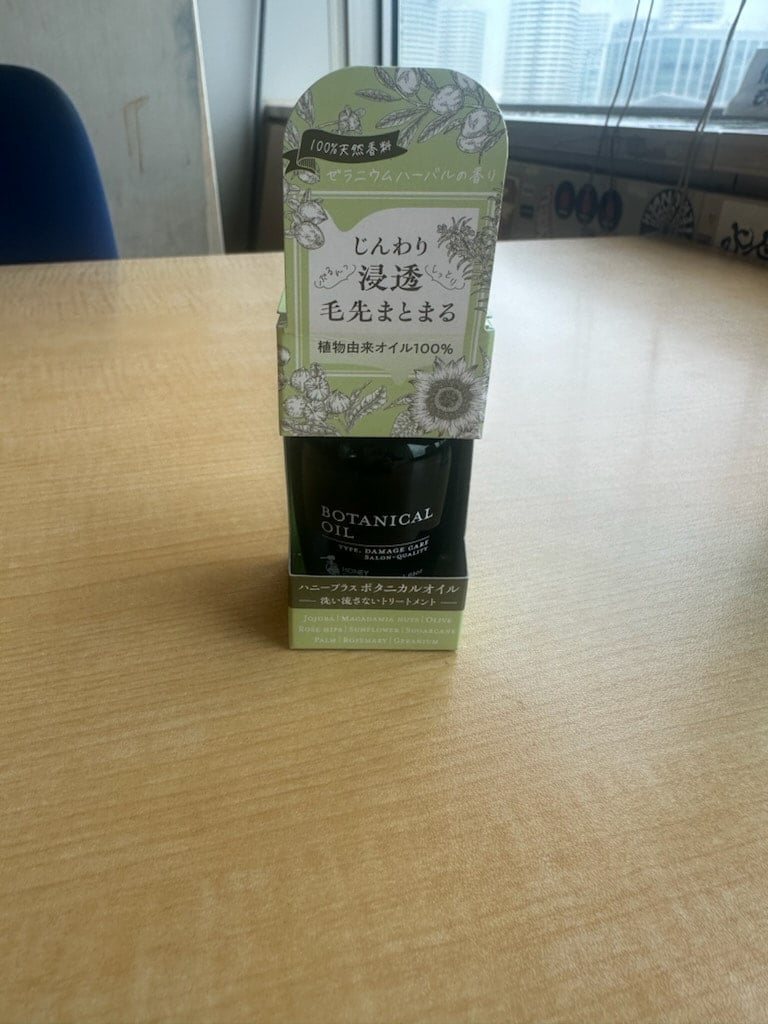 100%天然香料
ゼラニウムハーバルの香り
じんわり
浸透
毛先まとまる
植物由来オイル100%
BOTANICAL
OIL
TYPE. DAMAGE CARE
SALON-QUALITY
HONEY
ハニープラス ボタニカルオイル
洗い流さないトリートメント
JOJOBA | MACADAMIA NUTS | OLIVE
ROSE HIPS | SUNFLOWER | SUGARCANE
PALM | ROSEMARY | GERANIUM